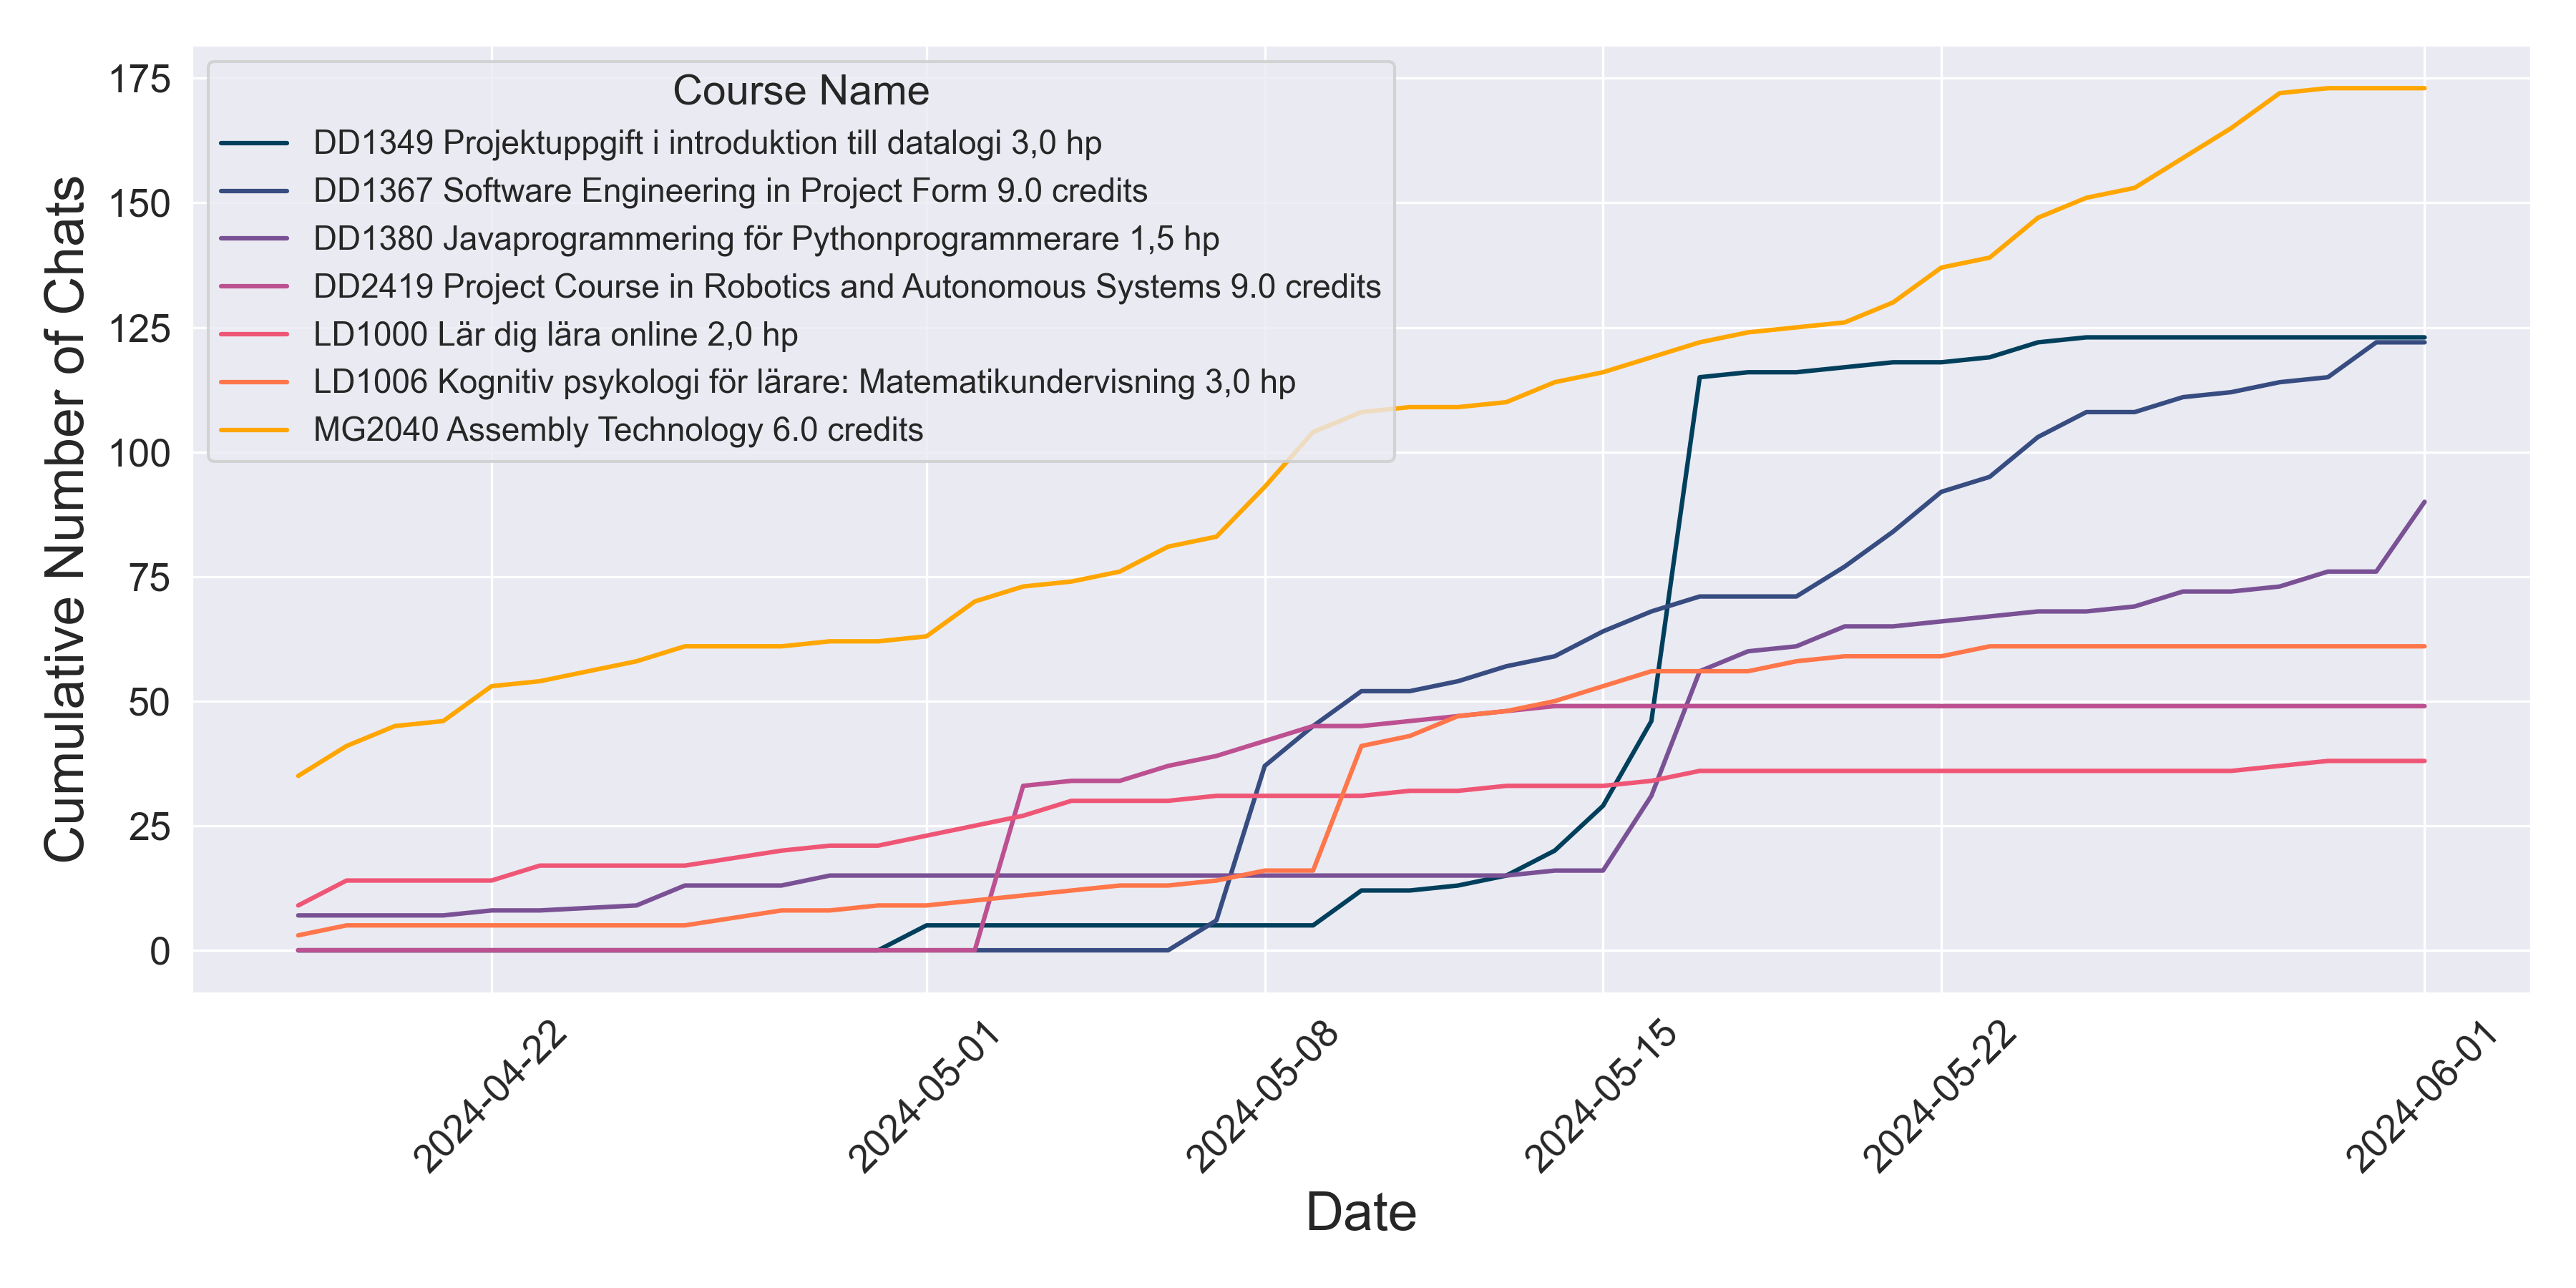 Course Name
DD1349 Projektuppgift i introduktion till datalogi 3,0 hp
DD1367 Software Engineering in Project Form 9.0 credits
DD1380 Javaprogrammering för Pythonprogrammerare 1,5 hp
DD2419 Project Course in Robotics and Autonomous Systems 9.0 credits
LD1000 Lär dig lära online 2,0 hp
LD1006 Kognitiv psykologi för lärare: Matematikundervisning 3,0 hp
MG2040 Assembly Technology 6.0 credits
Cumulative Number of Chats
175
150
125
100
75
50
25
0
2024-04-22
2024-05-01
2024-05-08
2024-05-15
2024-05-22
2024-06-01
Date